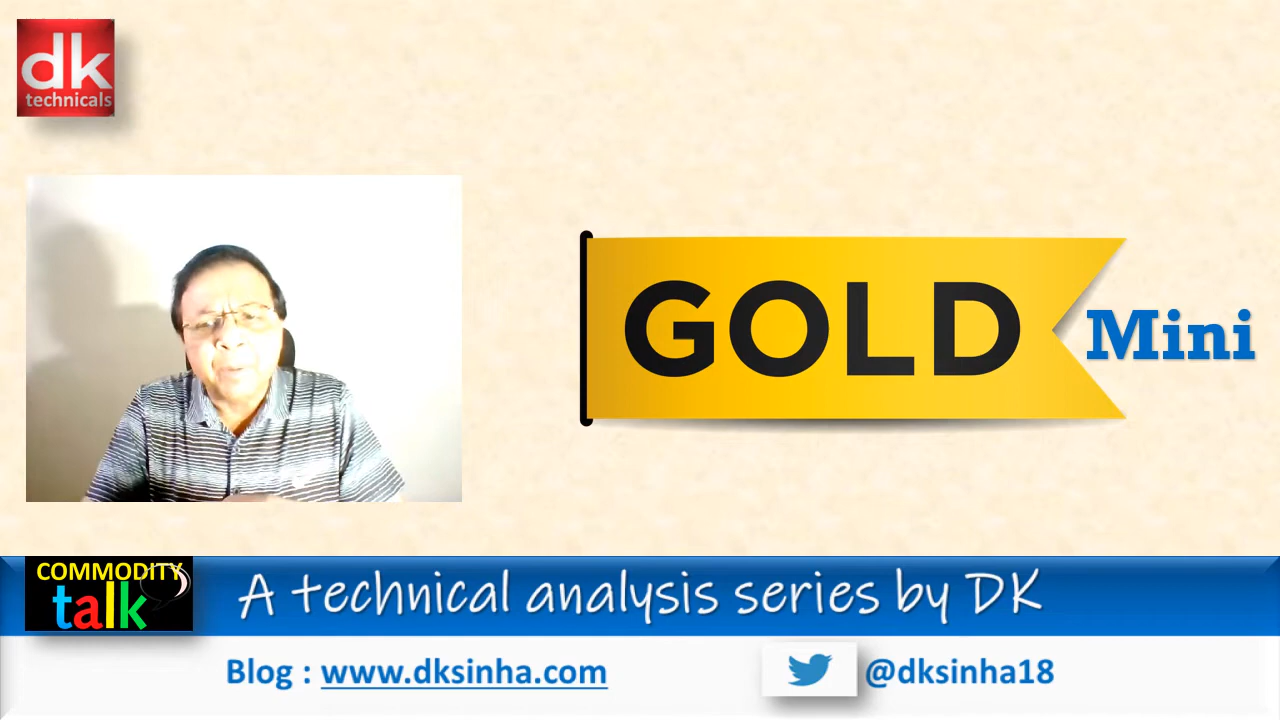 dk
technicals
GOLD
Mini
COMMODITY
talk
A technical analysis series by DK
Blog : www.dksinha.com
@dksinha18